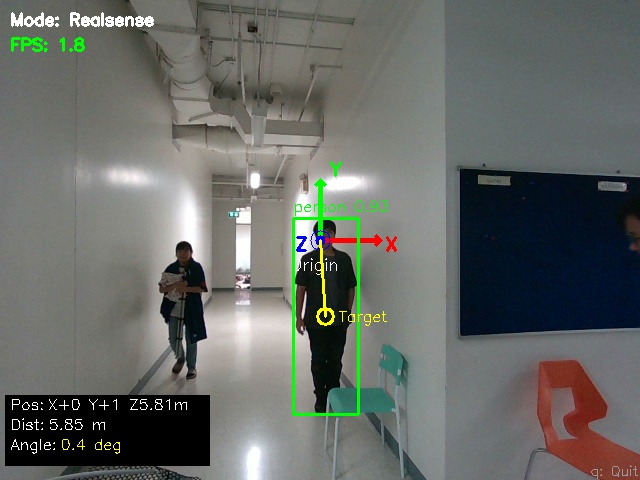 Mode: Realsense
FPS: 1.8
Y
person 0.93
Z
X
Origin
Target
Pos: X+0 Y+1 Z5.81m
Dist: 5.85 m
Angle: 0.4 deg
q: Quit